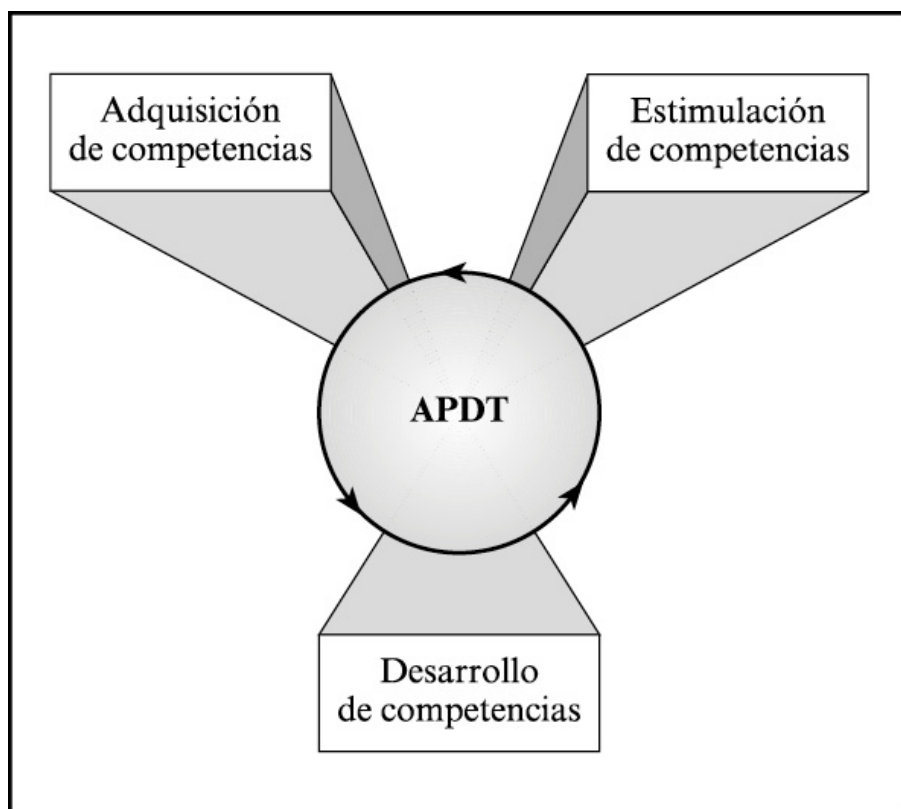 Adquisición
de competencias
Estimulación
de competencias
APDT
Desarrollo
de competencias